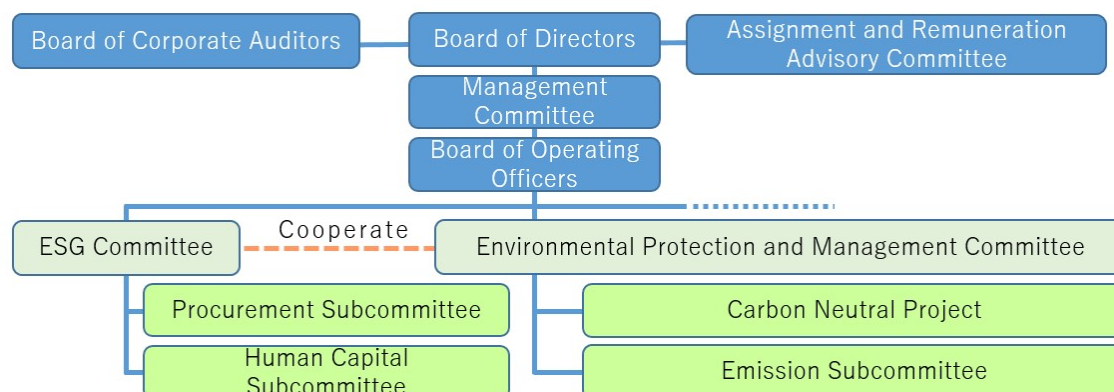 Board of Corporate Auditors
Board of Directors
Assignment and Remuneration
Advisory Committee
Management
Committee
Board of Operating
Officers
ESG Committee
Cooperate
Environmental Protection and Management Committee
Procurement Subcommittee
Carbon Neutral Project
Human Capital
Subcommittee
Emission Subcommittee